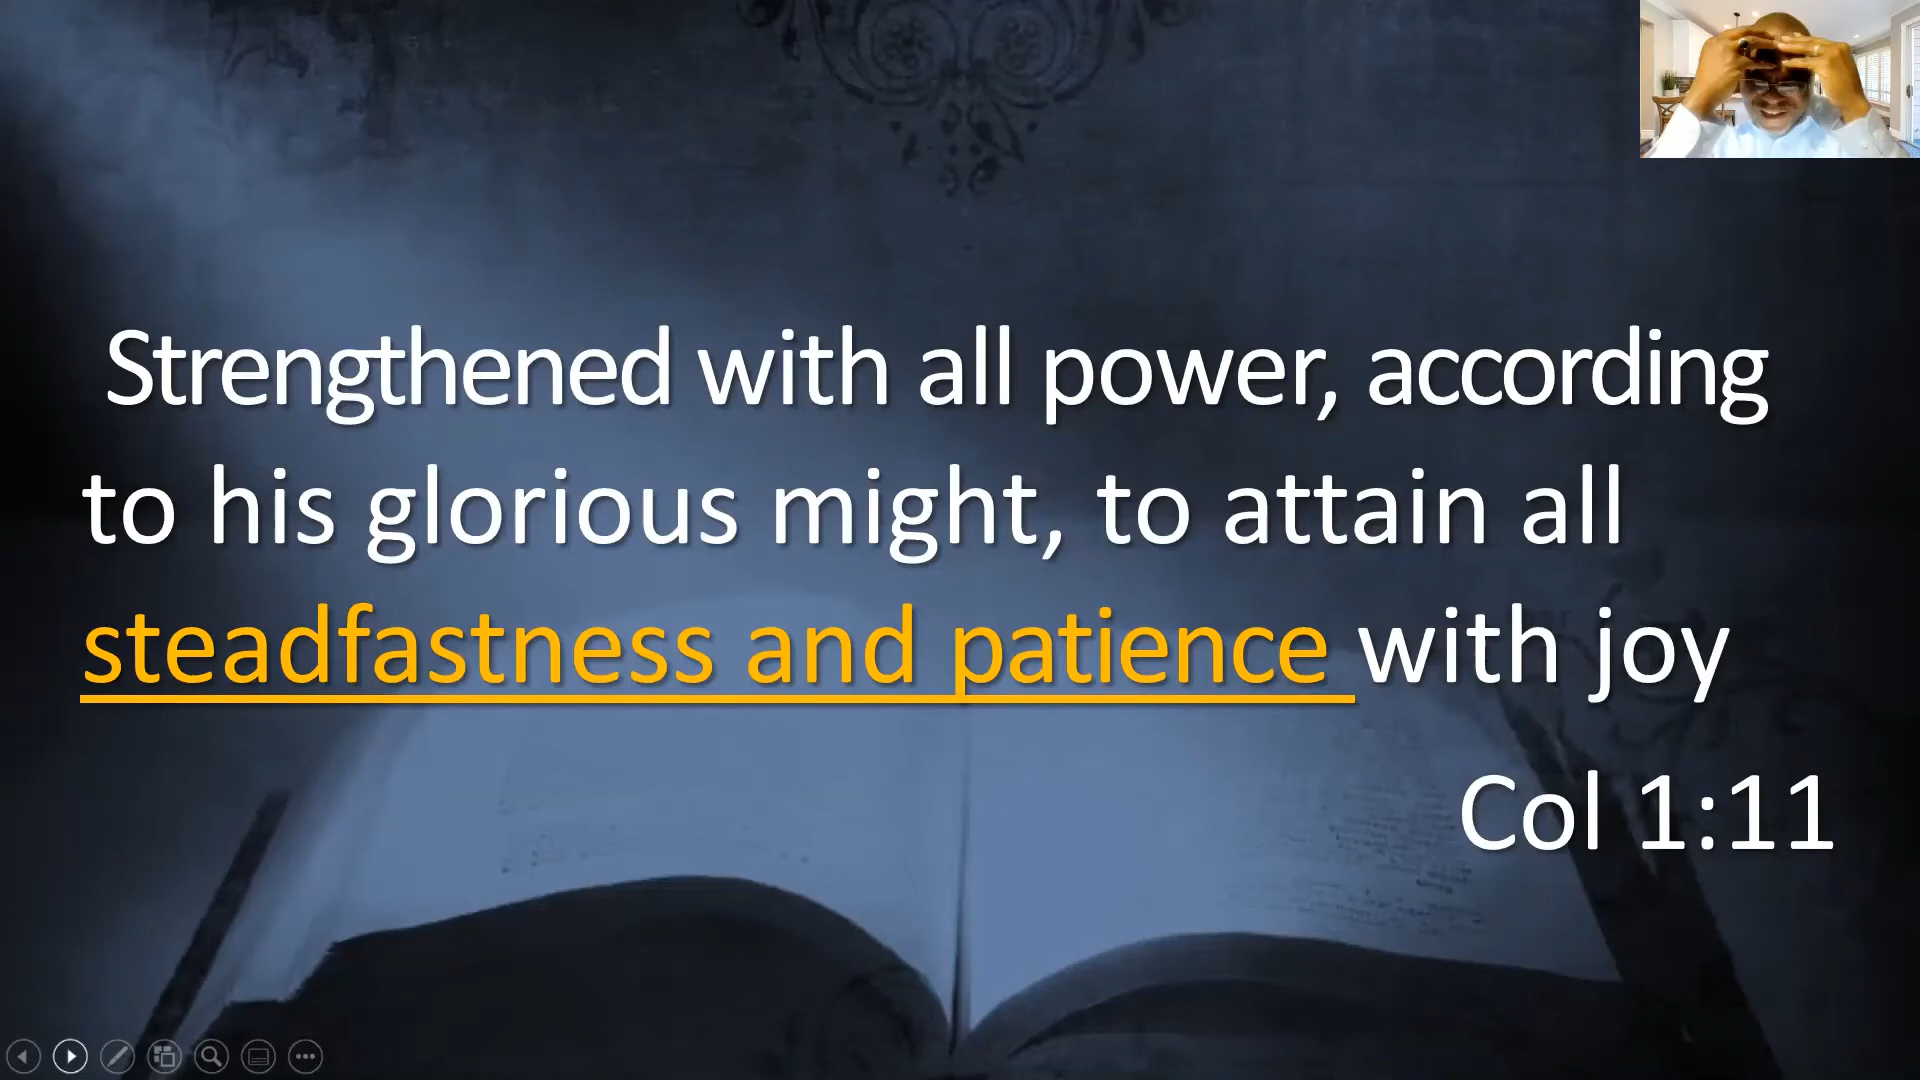 Strengthened with all power, according
to his glorious might, to attain all
steadfastness and patience with joy
Col 1:11